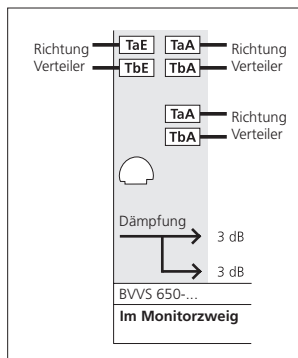 Richtung TaE TaA Richtung
Verteiler TbE TbA Verteiler
TaA Richtung
TbA Verteiler
Dämpfung
3 dB
3 dB
BVVS 650-...
Im Monitorzweig